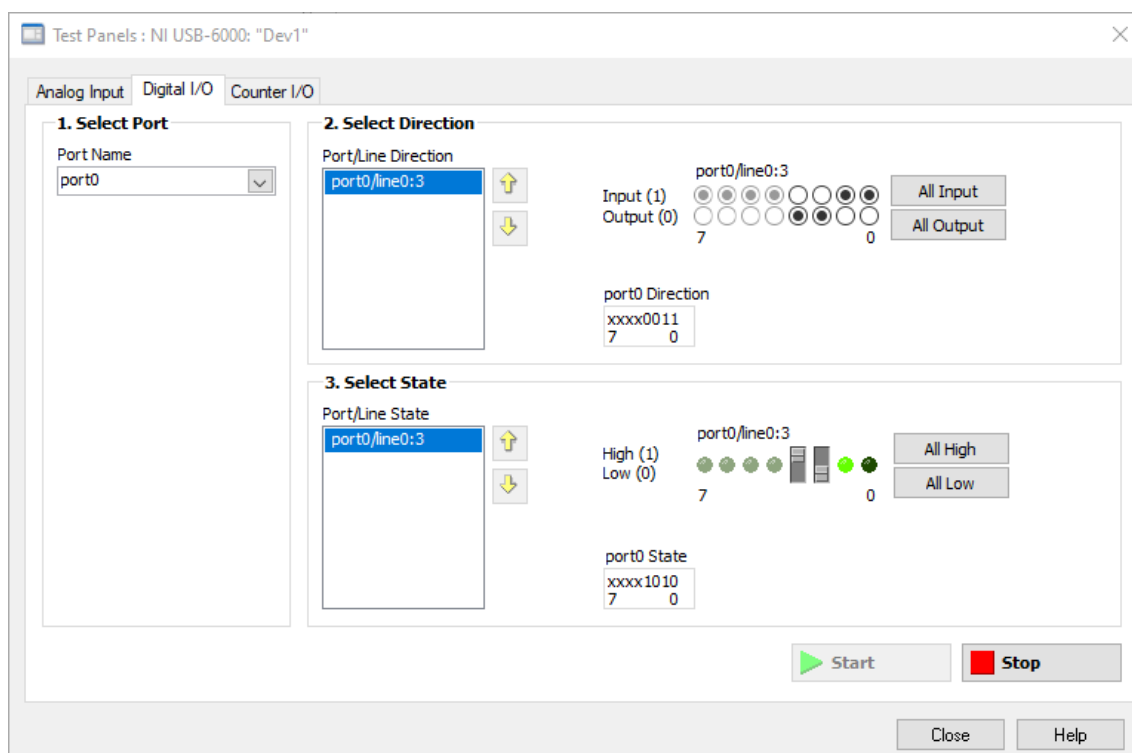 Test Panels : NI USB-6000: "Dev1"
Analog Input Digital I/O Counter I/O
1. Select Port
Port Name
port0
2. Select Direction
Port/Line Direction
port0/line0:3
port0/line0:3
Input (1)
Output (0)
7 0
All Input
All Output
port0 Direction
xxxx0011
7 0
3. Select State
Port/Line State
port0/line0:3
port0/line0:3
High (1)
Low (0)
7 0
All High
All Low
port0 State
xxxx1010
7 0
Start
Stop
Close
Help